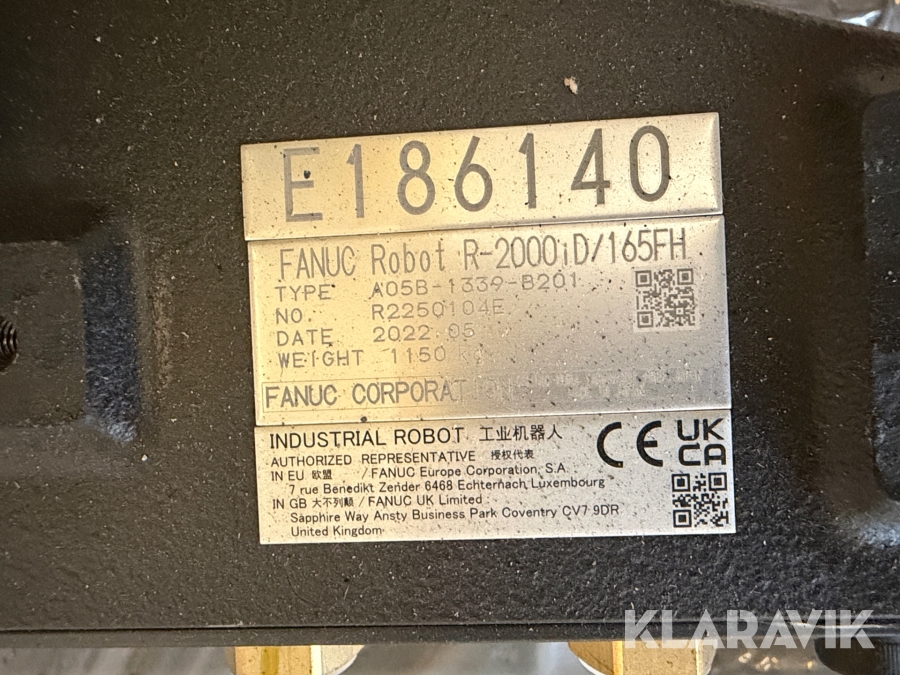 E186140
FANUC Robot R-2000iD/165FH
TYPE A05B-1339-B201
NO. R2250104E
DATE 2022.05
WEIGHT 1150 kg
FANUC CORPORAT
INDUSTRIAL ROBOT 工业机器人
AUTHORIZED REPRESENTATIVE 授权代表
IN EU 欧盟 / FANUC Europe Corporation, S.A.
7 rue Benedikt Zender 6468 Echternach, Luxembourg
IN GB 大不列颠 / FANUC UK Limited
Sapphire Way Ansty Business Park Coventry CV7 9DR
United Kingdom
CE UK
CA
KLARAVIK